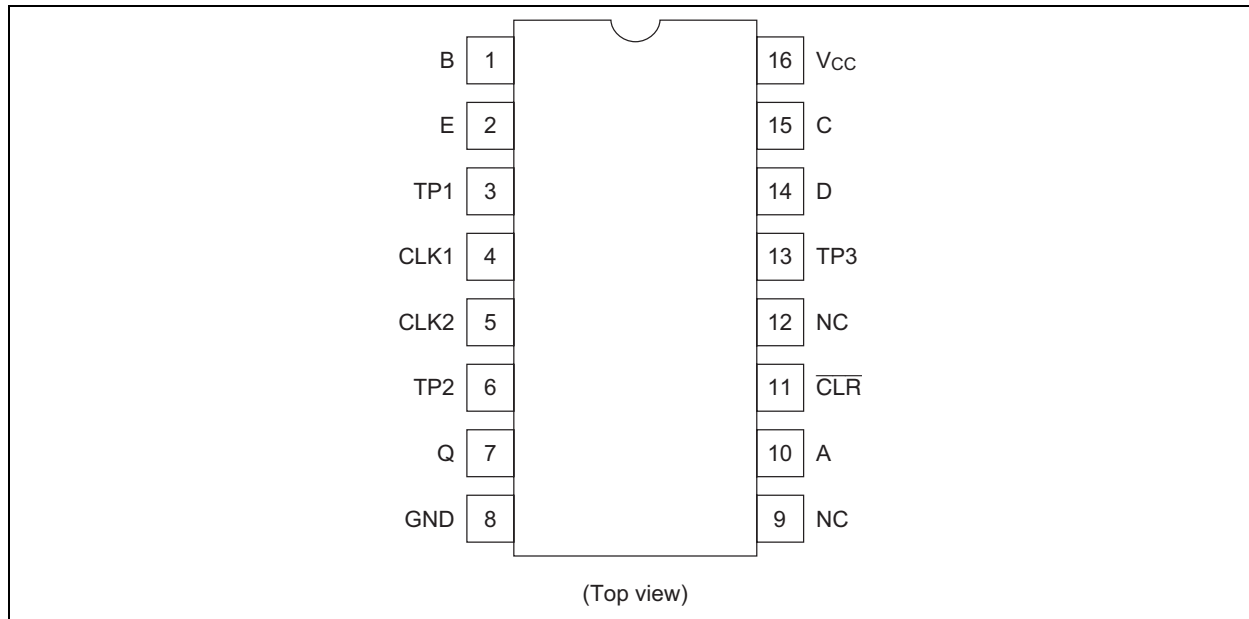 B 1 16 VCC
E 2 15 C
TP1 3 14 D
CLK1 4 13 TP3
CLK2 5 12 NC
TP2 6 11 C̅L̅R̅
Q 7 10 A
GND 8 9 NC
(Top view)